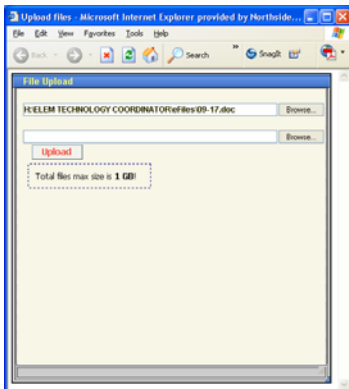 Upload files - Microsoft Internet Explorer provided by Northside...
File Edit View Favorites Tools Help
Back Search » SnagIt »
File Upload
H:\ELEM TECHNOLOGY COORDINATOR\eFiles\09-17.doc Browse...
Browse...
Upload
Total files max size is 1 GB!